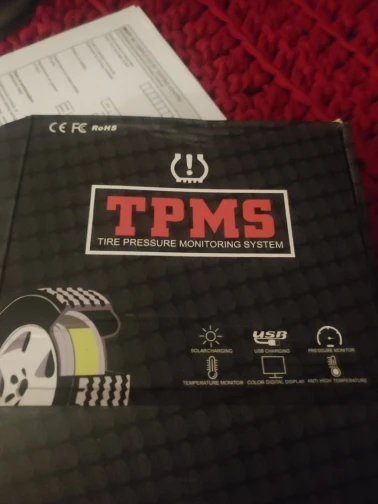 CE FC RoHS
TPMS
TIRE PRESSURE MONITORING SYSTEM
SOLAR CHARGING
USB
USB CHARGING
PRESSURE MONITOR
TEMPERATURE MONITOR
COLOR DIGITAL DISPLAY
ANTI HIGH TEMPERATURE